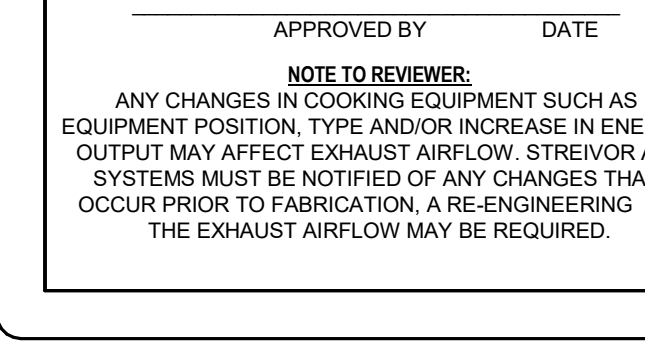 APPROVED BY DATE
NOTE TO REVIEWER:
ANY CHANGES IN COOKING EQUIPMENT SUCH AS
EQUIPMENT POSITION, TYPE AND/OR INCREASE IN ENE
OUTPUT MAY AFFECT EXHAUST AIRFLOW. STREIVOR A
SYSTEMS MUST BE NOTIFIED OF ANY CHANGES THA
OCCUR PRIOR TO FABRICATION, A RE-ENGINEERING
THE EXHAUST AIRFLOW MAY BE REQUIRED.